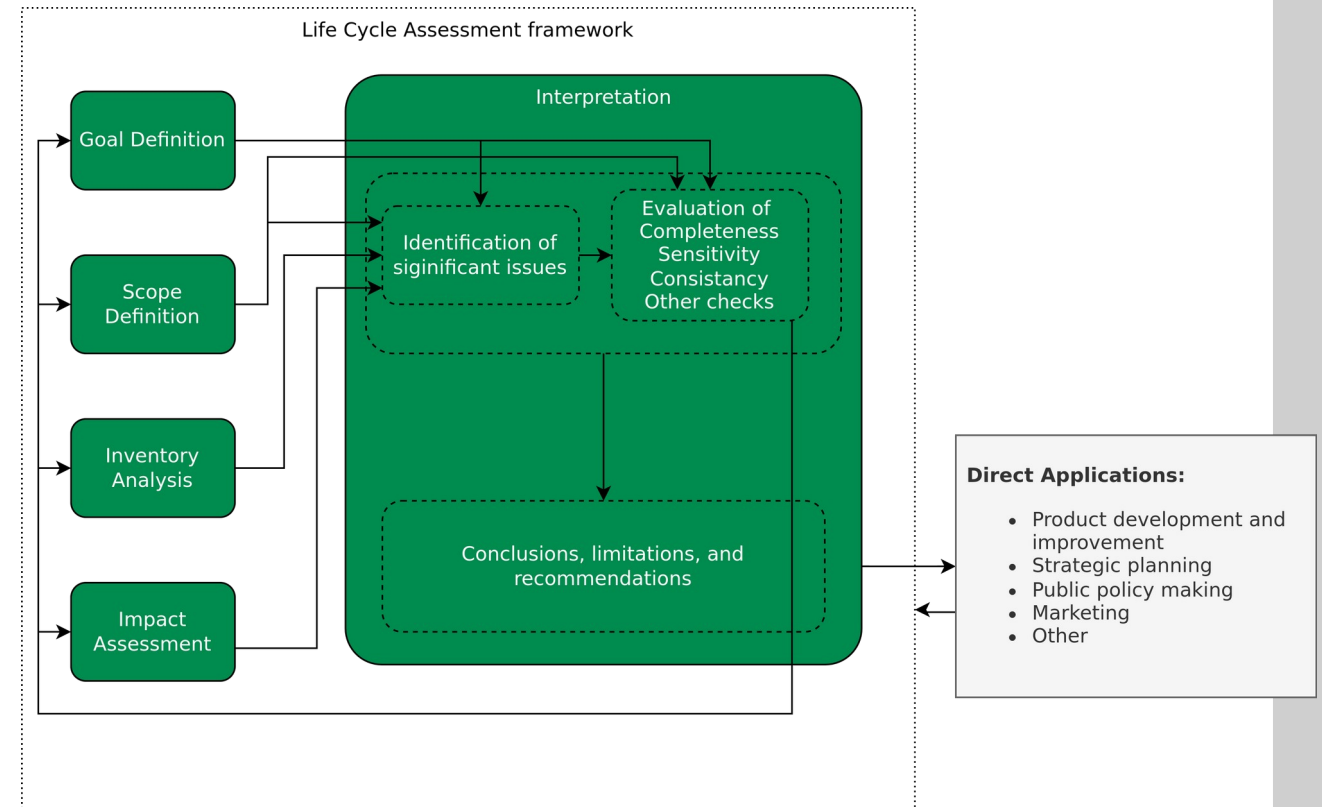 Life Cycle Assessment framework
Interpretation
Goal Definition
Scope
Definition
Inventory
Analysis
Impact
Assessment
Identification of
siginificant issues
Evaluation of
Completeness
Sensitivity
Consistancy
Other checks
Conclusions, limitations, and
recommendations
Direct Applications:
• Product development and
improvement
• Strategic planning
• Public policy making
• Marketing
• Other